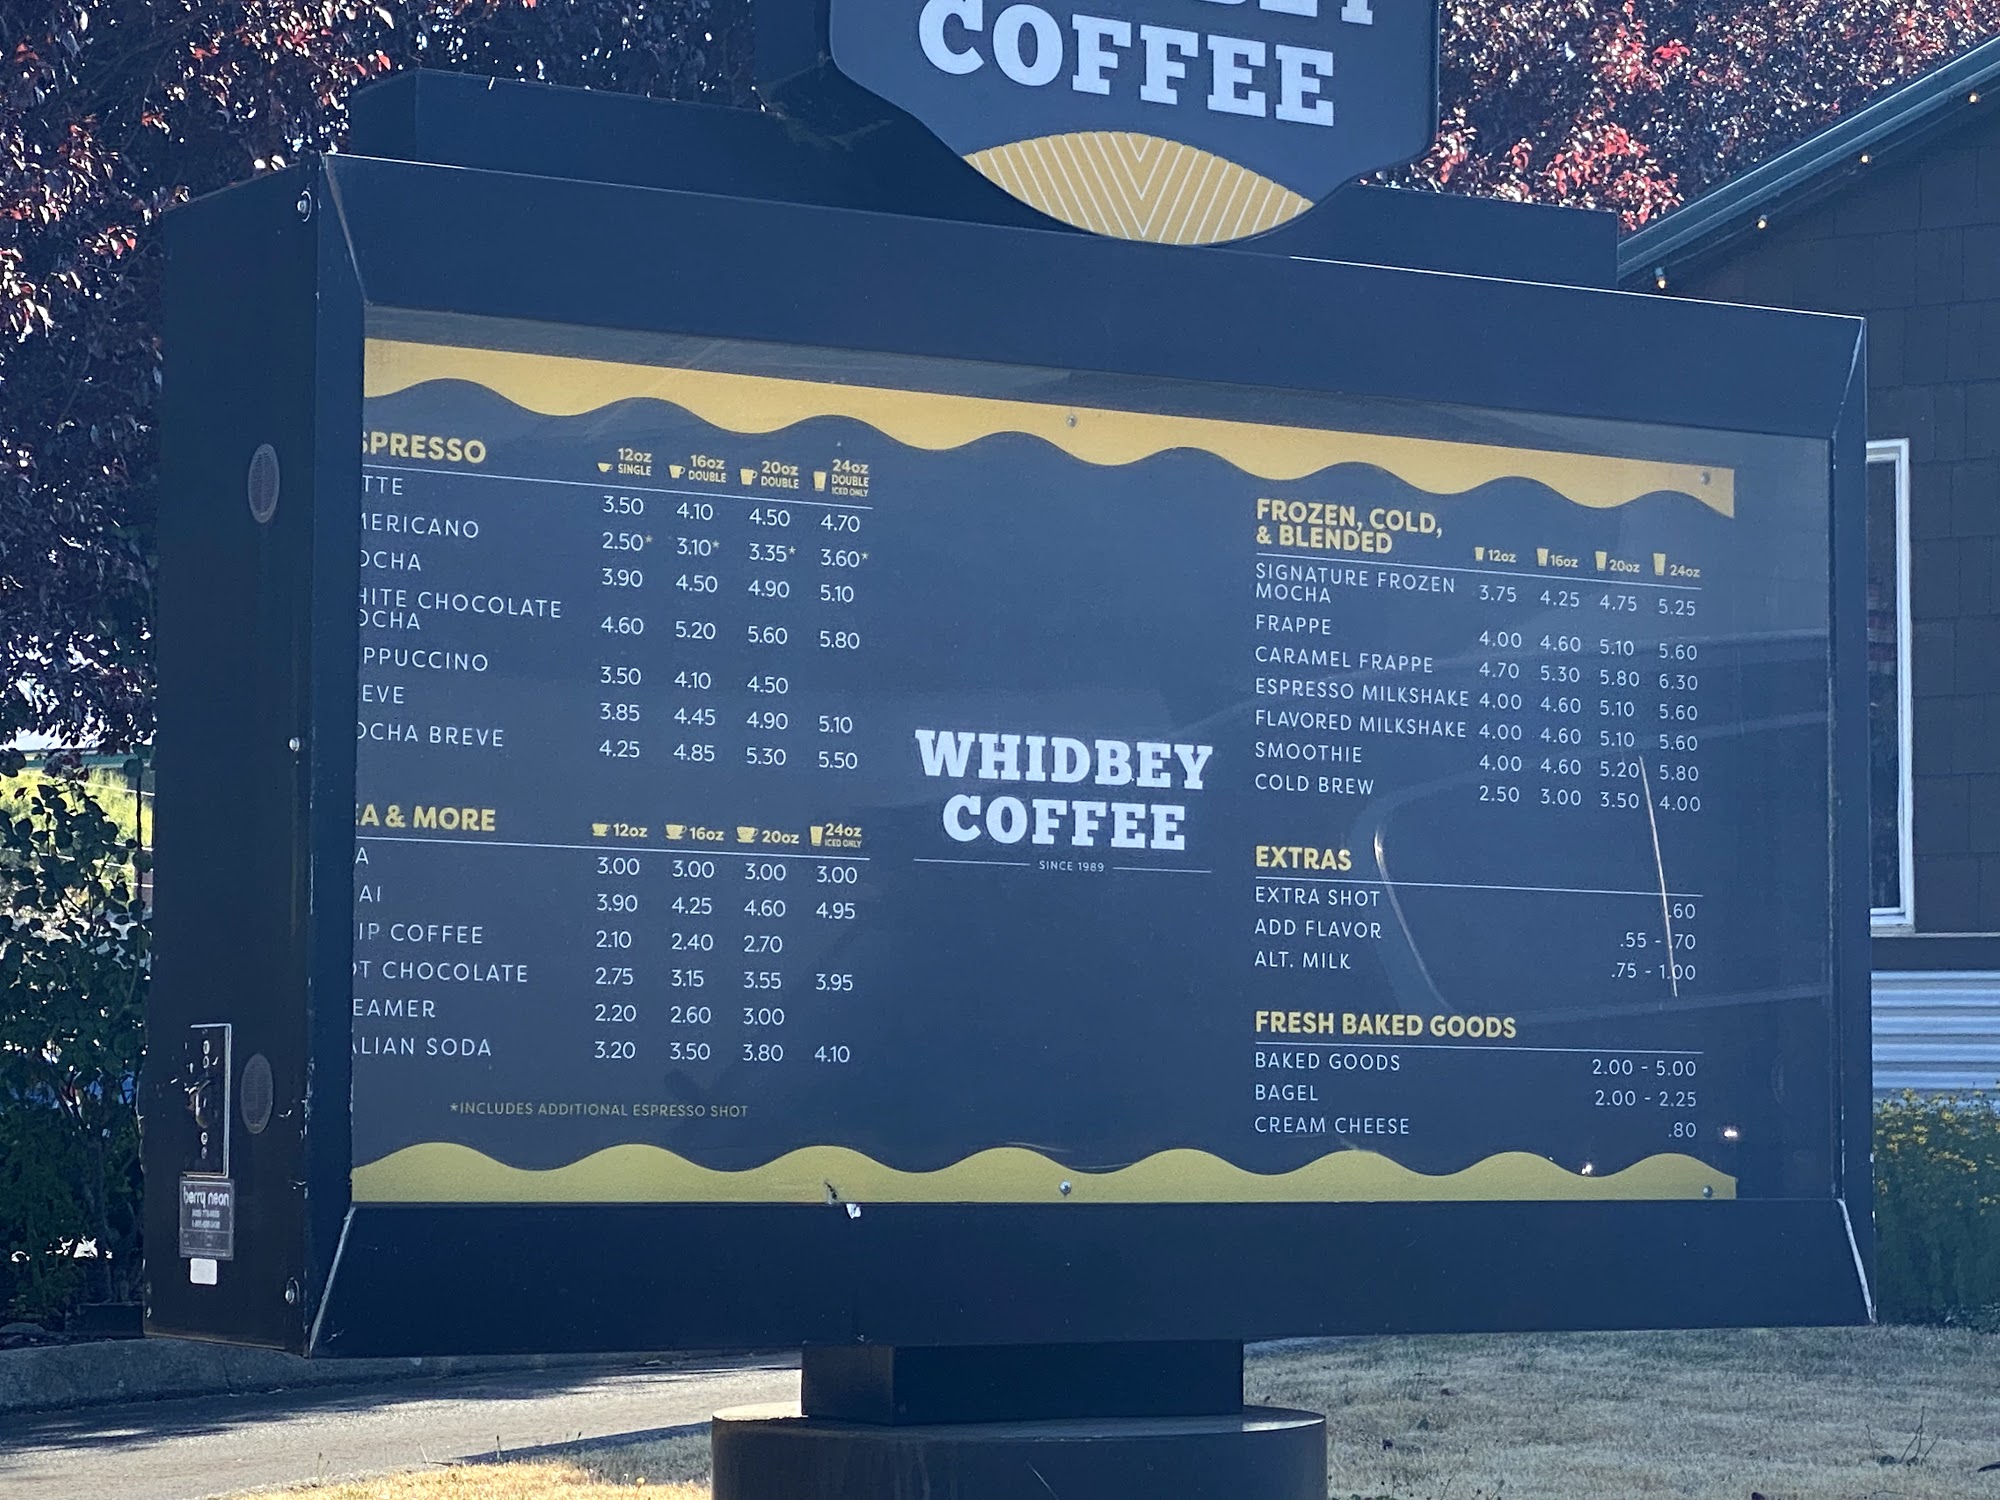 COFFEE
SPRESSO 12oz SINGLE 16oz DOUBLE 20oz DOUBLE 24oz DOUBLE ICED ONLY
TTE 3.50 4.10 4.50 4.70
MERICANO 2.50* 3.10* 3.35* 3.60*
OCHA 3.90 4.50 4.90 5.10
HITE CHOCOLATE
OCHA 4.60 5.20 5.60 5.80
PPUCCINO 3.50 4.10 4.50
EVE 3.85 4.45 4.90 5.10
OCHA BREVE 4.25 4.85 5.30 5.50
EA & MORE 12oz 16oz 20oz 24oz ICED ONLY
A 3.00 3.00 3.00 3.00
AI 3.90 4.25 4.60 4.95
IP COFFEE 2.10 2.40 2.70
OT CHOCOLATE 2.75 3.15 3.55 3.95
EAMER 2.20 2.60 3.00
ALIAN SODA 3.20 3.50 3.80 4.10
*INCLUDES ADDITIONAL ESPRESSO SHOT
WHIDBEY
COFFEE
SINCE 1989
FROZEN, COLD,
& BLENDED 12oz 16oz 20oz 24oz
SIGNATURE FROZEN
MOCHA 3.75 4.25 4.75 5.25
FRAPPE 4.00 4.60 5.10 5.60
CARAMEL FRAPPE 4.70 5.30 5.80 6.30
ESPRESSO MILKSHAKE 4.00 4.60 5.10 5.60
FLAVORED MILKSHAKE 4.00 4.60 5.10 5.60
SMOOTHIE 4.00 4.60 5.20 5.80
COLD BREW 2.50 3.00 3.50 4.00
EXTRAS
EXTRA SHOT .60
ADD FLAVOR .55 - .70
ALT. MILK .75 - 1.00
FRESH BAKED GOODS
BAKED GOODS 2.00 - 5.00
BAGEL 2.00 - 2.25
CREAM CHEESE .80
berry neon